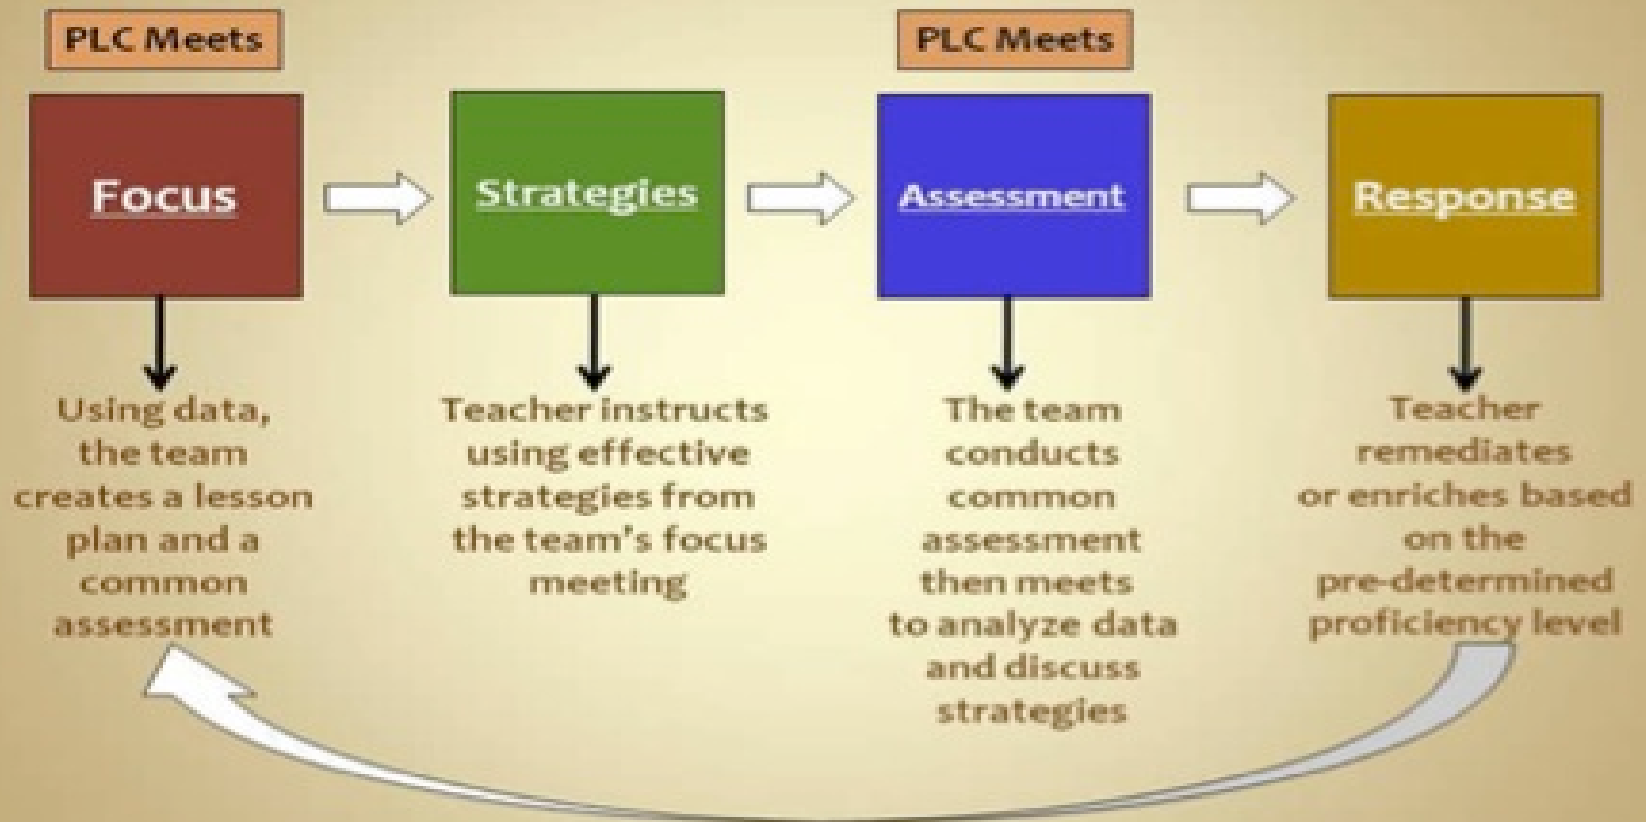 PLC Meets
PLC Meets
Focus
Strategies
Assessment
Response
Using data,
the team
creates a lesson
plan and a
common
assessment
Teacher instructs
using effective
strategies from
the team's focus
meeting
The team
conducts
common
assessment
then meets
to analyze data
and discuss
strategies
Teacher
remediates
or enriches based
on the
pre-determined
proficiency level